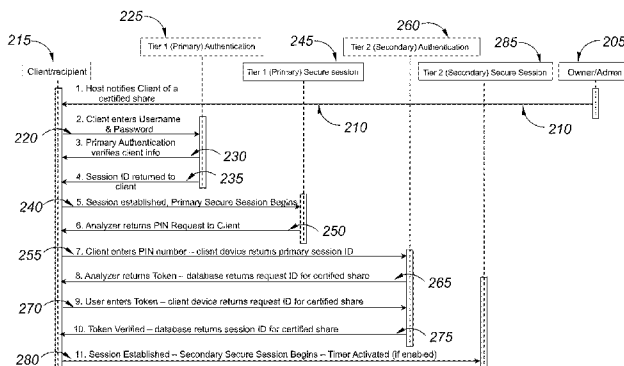 225
260
215
Tier 1 (Primary) Authentication
245
Tier 2 (Secondary) Authentication
285
205
Client/recipient
Tier 1 (Primary) Secure session
Tier 2 (Secondary) Secure Session
Owner/Admin
1. Host notifies Client of a
certified share
210
210
2. Client enters Username
& Password
220
3. Primary Authentication
verifies client info
230
4. Session ID returned to
client
235
240
5. Session established, Primary Secure Session Begins
6. Analyzer returns PIN Request to Client
250
255
7. Client enters PIN number -- client device returns primary session ID
8. Analyzer returns Token -- database returns request ID for certified share
265
270
9. User enters Token -- client device returns request ID for certified share
10. Token Verified -- database returns session ID for certified share
275
280
11. Session Established -- Secondary Secure Session Begins -- Timer Activated (if enabled)